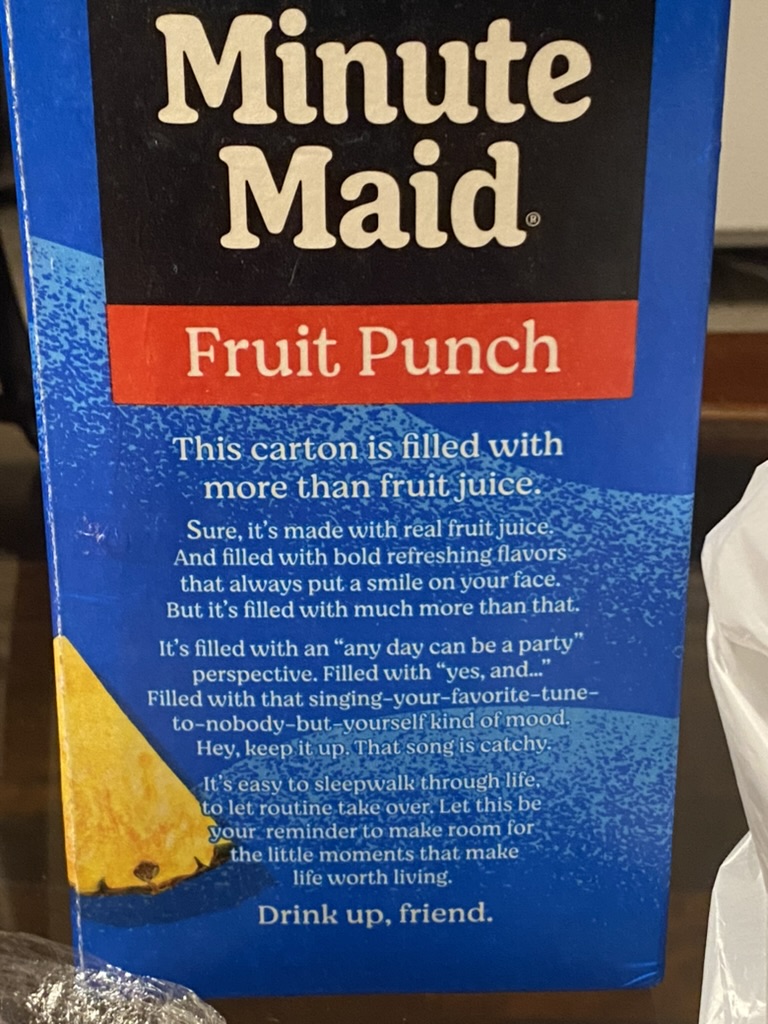 Minute
Maid®
Fruit Punch
This carton is filled with
more than fruit juice.
Sure, it's made with real fruit juice.
And filled with bold refreshing flavors
that always put a smile on your face.
But it's filled with much more than that.
It's filled with an “any day can be a party”
perspective. Filled with “yes, and...”
Filled with that singing-your-favorite-tune-
to-nobody-but-yourself kind of mood.
Hey, keep it up. That song is catchy.
It's easy to sleepwalk through life,
to let routine take over. Let this be
your reminder to make room for
the little moments that make
life worth living.
Drink up, friend.